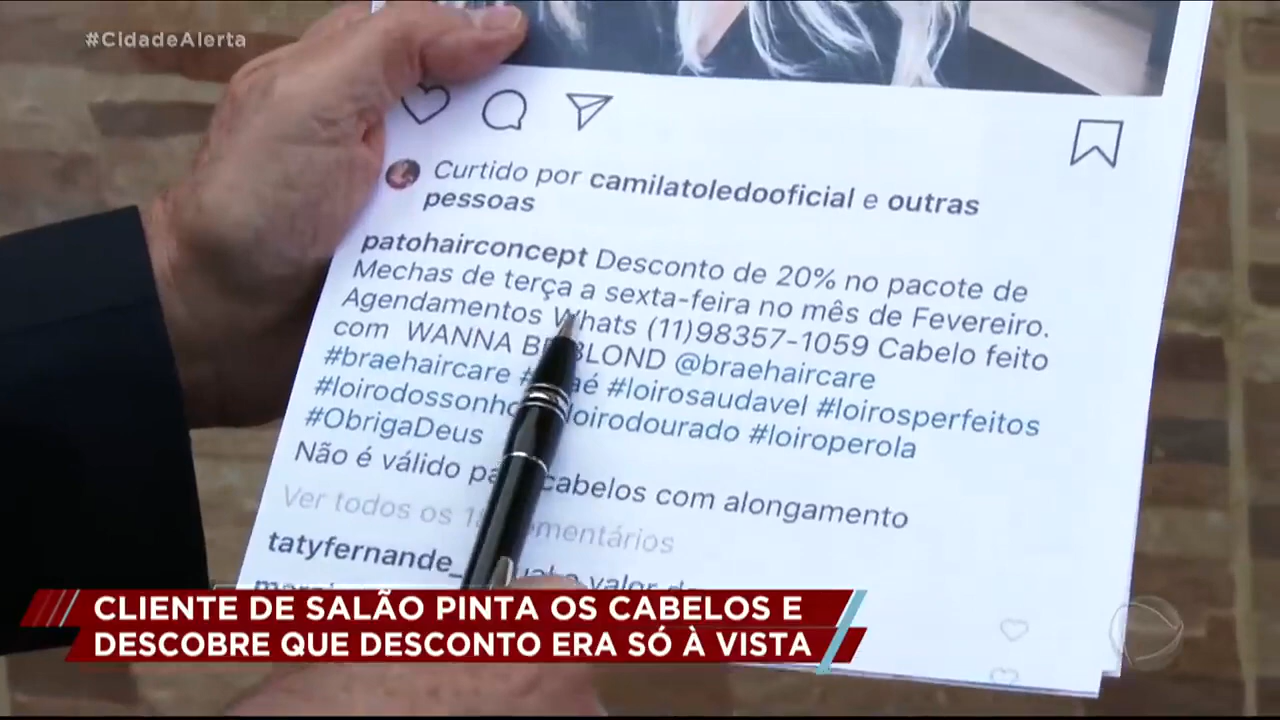 #CidadeAlerta
Curtido por camilatoledooficial e outras
pessoas
patohairconcept Desconto de 20% no pacote de
Mechas de terça a sexta-feira no mês de Fevereiro.
Agendamentos Whats (11)98357-1059 Cabelo feito
com WANNA BLOND @braehaircare
#braehaircare #loirosaudavel #loirosperfeitos
#loirodossonhos loirodourado #loiroperola
#ObrigaDeus
Não é válido cabelos com alongamento
Ver todos os comentários
tatyfernande_ valor
CLIENTE DE SALÃO PINTA OS CABELOS E
DESCOBRE QUE DESCONTO ERA SÓ À VISTA